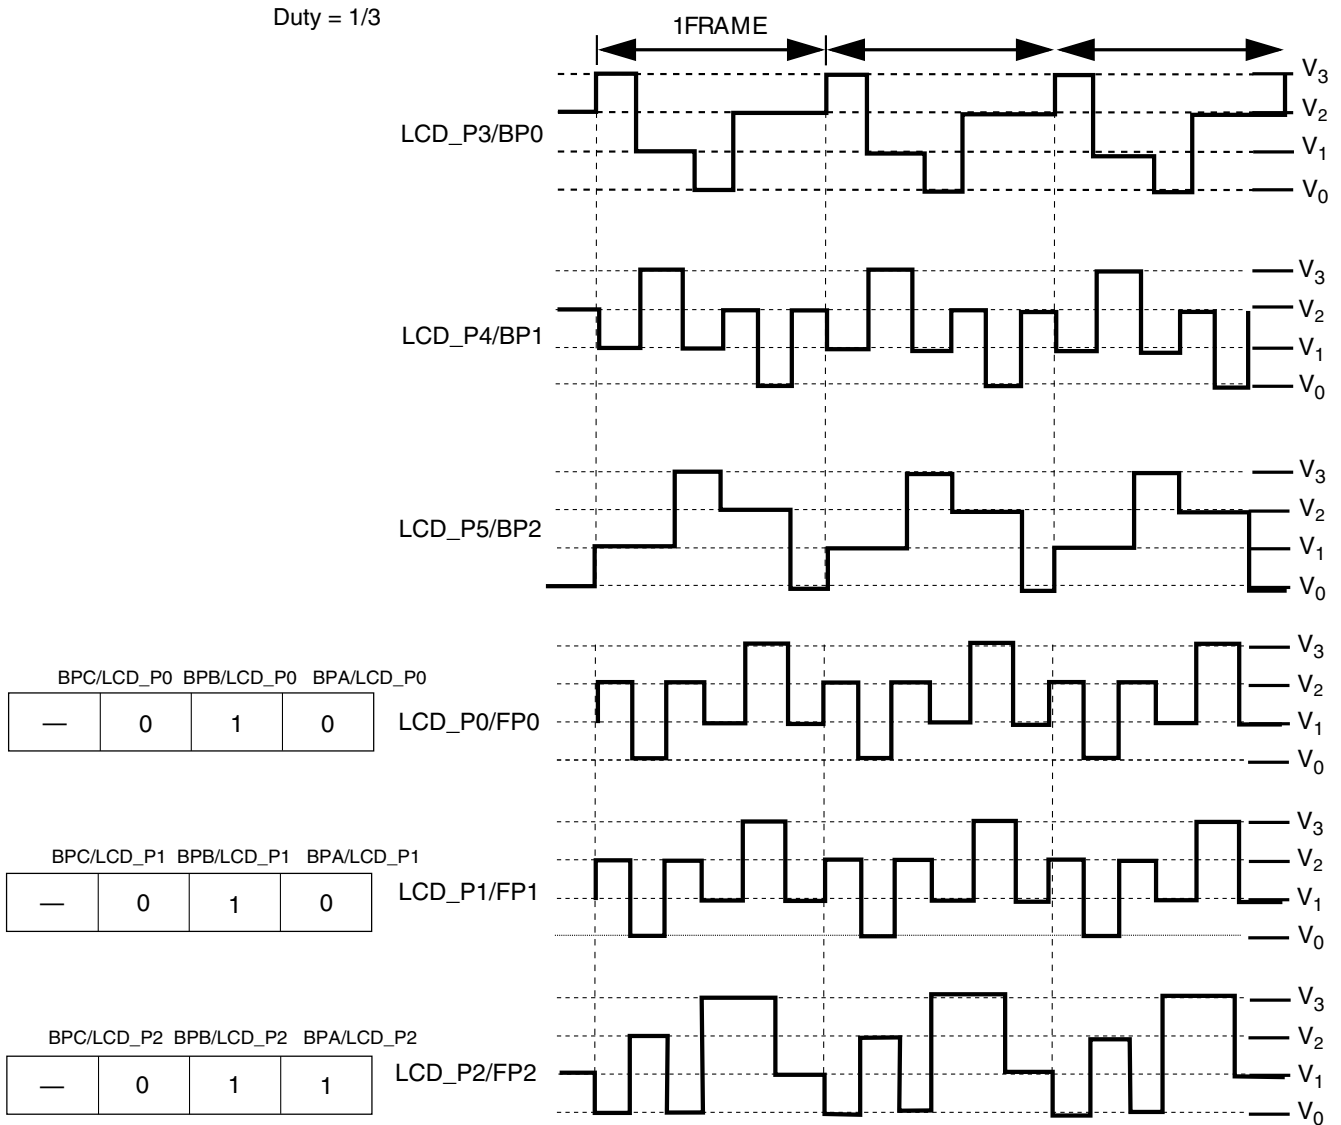 Duty = 1/3
1FRAME
LCD_P3/BP0
V3
V2
V1
V0
LCD_P4/BP1
V3
V2
V1
V0
LCD_P5/BP2
V3
V2
V1
V0
BPC/LCD_P0 BPB/LCD_P0 BPA/LCD_P0
— 0 1 0
LCD_P0/FP0
V3
V2
V1
V0
BPC/LCD_P1 BPB/LCD_P1 BPA/LCD_P1
— 0 1 0
LCD_P1/FP1
V3
V2
V1
V0
BPC/LCD_P2 BPB/LCD_P2 BPA/LCD_P2
— 0 1 1
LCD_P2/FP2
V3
V2
V1
V0